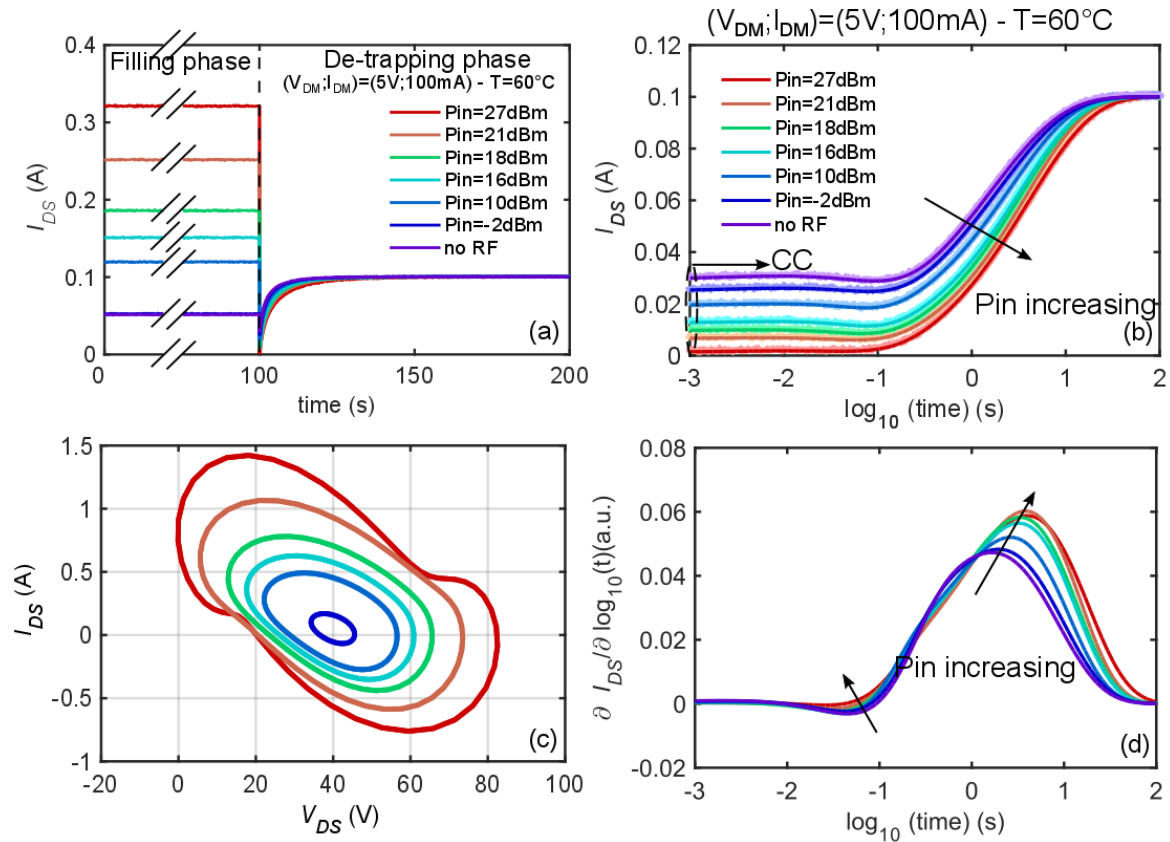 0.4
Filling phase
De-trapping phase
(V_DM;I_DM)=(5V;100mA) - T=60°C
Pin=27dBm
Pin=21dBm
Pin=18dBm
Pin=16dBm
Pin=10dBm
Pin=-2dBm
no RF
0.3
0.2
0.1
0
I_DS (A)
(a)
0 100 150 200
time (s)
(V_DM;I_DM)=(5V;100mA) - T=60°C
0.12
0.1
0.08
0.06
0.04
0.02
0
I_DS (A)
Pin=27dBm
Pin=21dBm
Pin=18dBm
Pin=16dBm
Pin=10dBm
Pin=-2dBm
no RF
CC
Pin increasing
(b)
-3 -2 -1 0 1 2
log_10 (time) (s)
1.5
1
0.5
0
-0.5
-1
I_DS (A)
(c)
-20 0 20 40 60 80 100
V_DS (V)
0.08
0.06
0.04
0.02
0
-0.02
∂ I_DS/∂ log_10(t)(a.u.)
Pin increasing
(d)
-3 -2 -1 0 1 2
log_10 (time) (s)